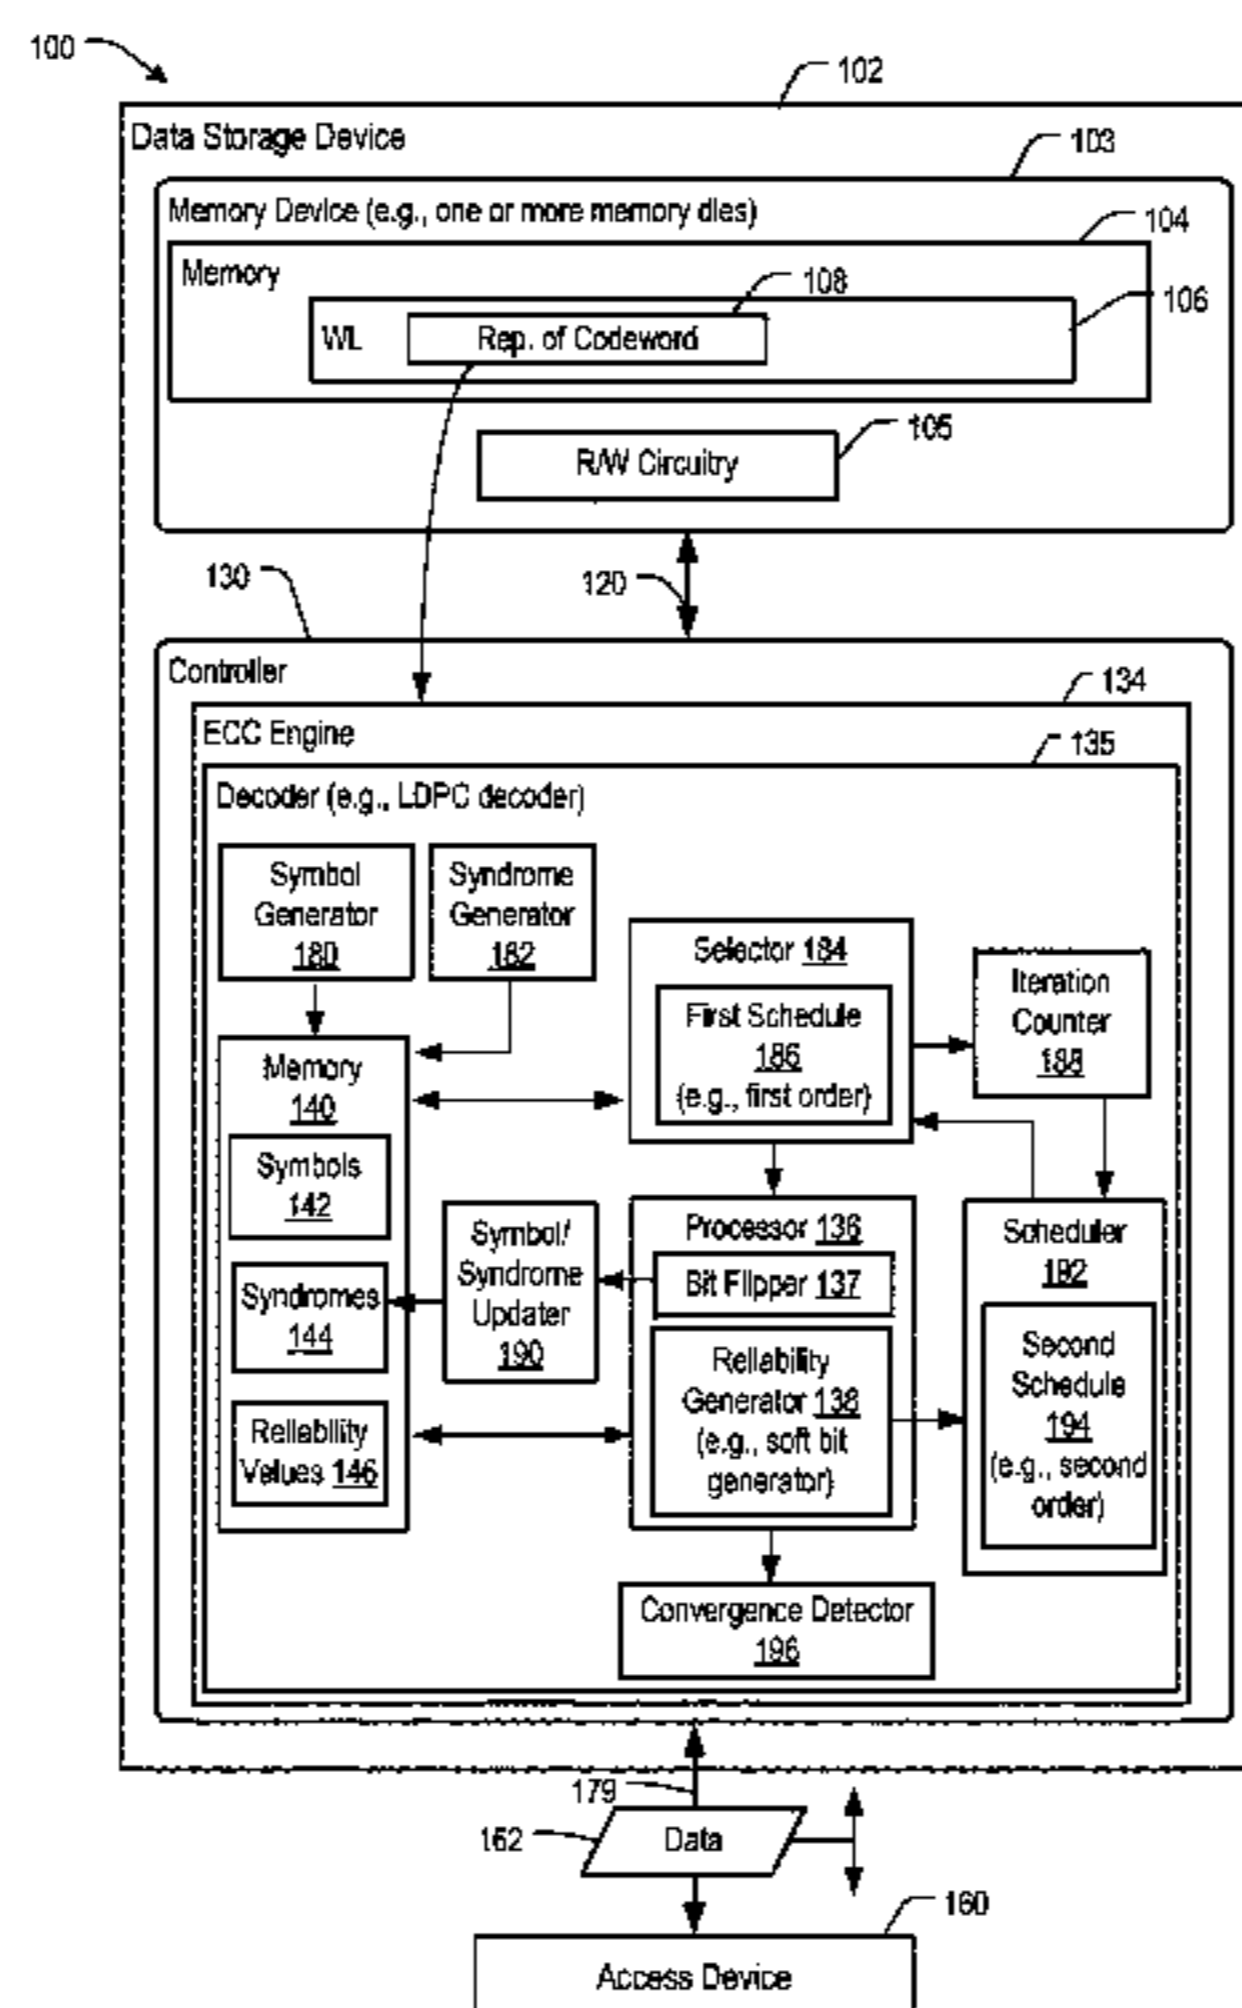 100
102
Data Storage Device
103
Memory Device (e.g., one or more memory dies)
104
Memory
108
106
WL
Rep. of Codeword
105
R/W Circuitry
130
120
Controller
134
ECC Engine
135
Decoder (e.g., LDPC decoder)
Symbol
Generator
180
Syndrome
Generator
182
Selector 184
First Schedule
186
(e.g., first order)
Iteration
Counter
188
Memory
140
Symbols
142
Syndromes
144
Reliability
Values 146
Symbol/
Syndrome
Updater
190
Processor 136
Bit Flipper 137
Reliability
Generator 138
(e.g., soft bit
generator)
Scheduler
192
Second
Schedule
194
(e.g., second
order)
Convergence Detector
196
179
162
Data
160
Access Device